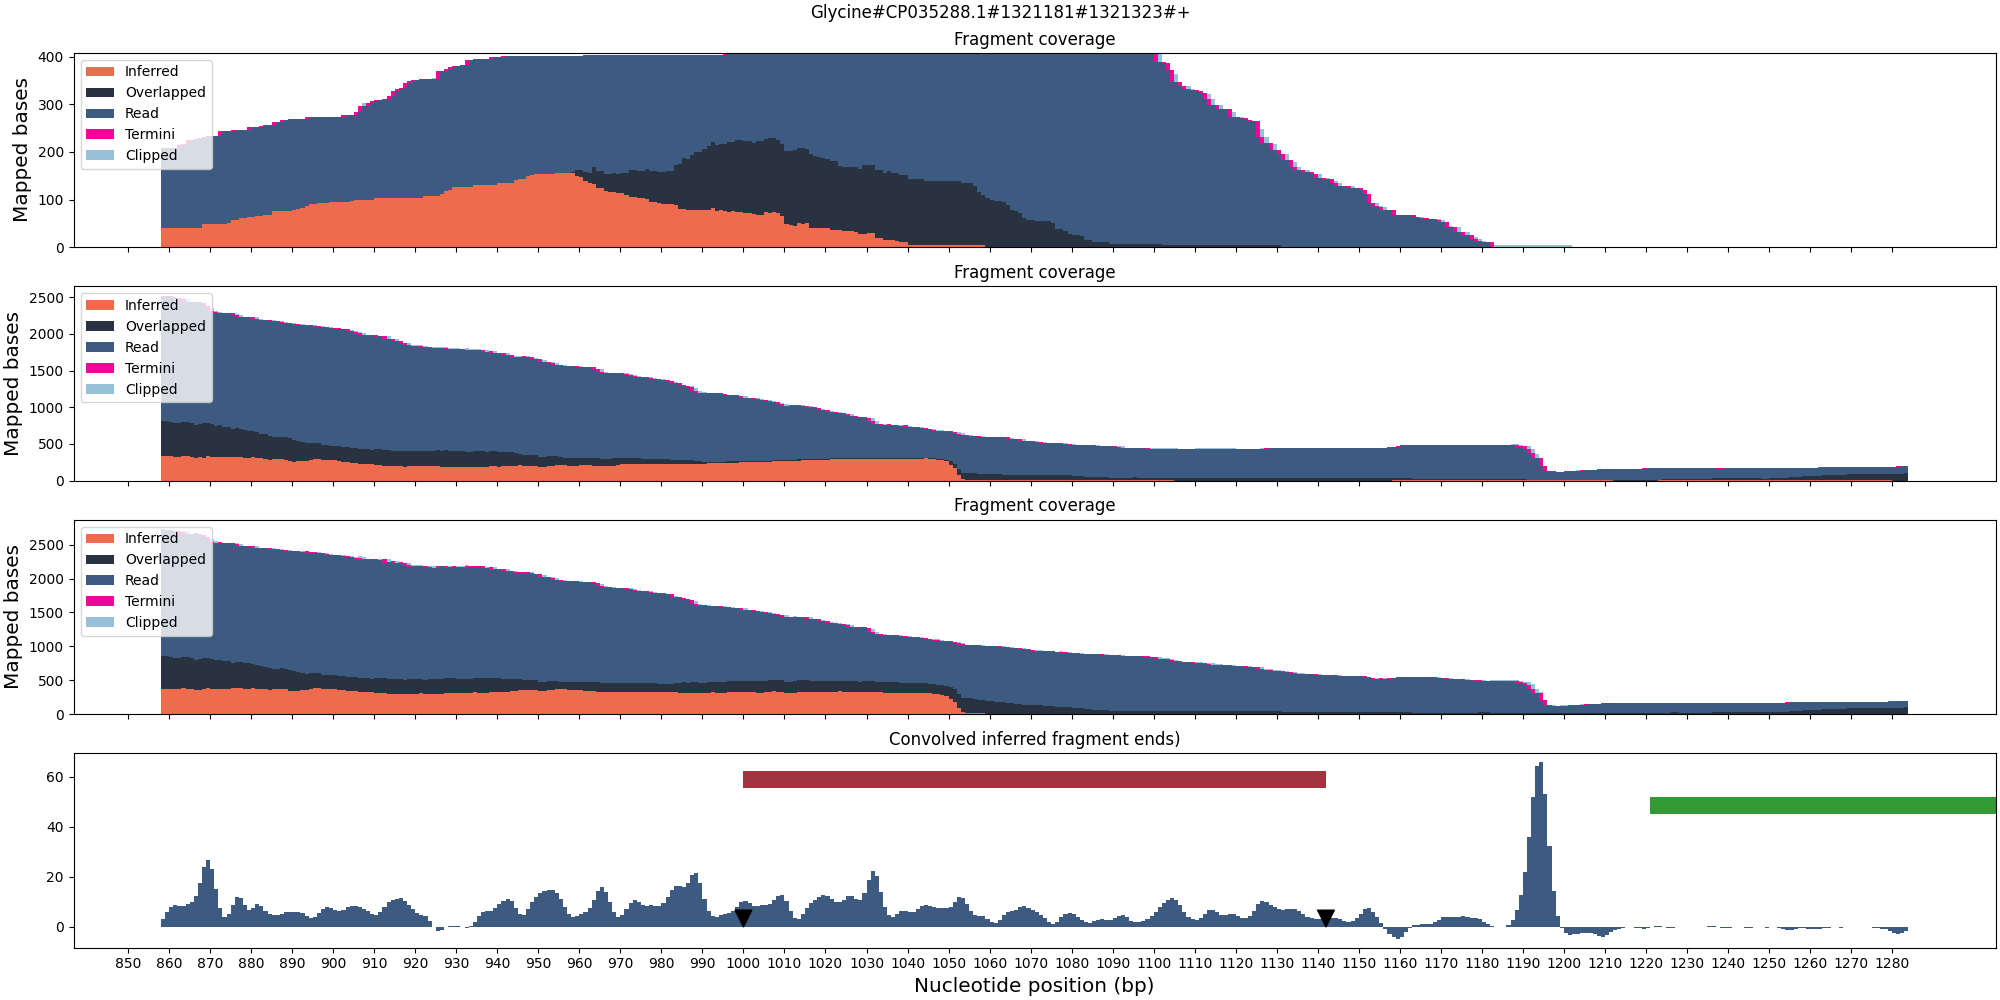 Glycine#CP035288.1#1321181#1321323#+
Fragment coverage
Mapped bases
400
300
200
100
0
Inferred
Overlapped
Read
Termini
Clipped
Fragment coverage
Mapped bases
2500
2000
1500
1000
500
0
Inferred
Overlapped
Read
Termini
Clipped
Fragment coverage
Mapped bases
2500
2000
1500
1000
500
0
Inferred
Overlapped
Read
Termini
Clipped
Convolved inferred fragment ends)
60
40
20
0
850 860 870 880 890 900 910 920 930 940 950 960 970 980 990 1000 1010 1020 1030 1040 1050 1060 1070 1080 1090 1100 1110 1120 1130 1140 1150 1160 1170 1180 1190 1200 1210 1220 1230 1240 1250 1260 1270 1280
Nucleotide position (bp)